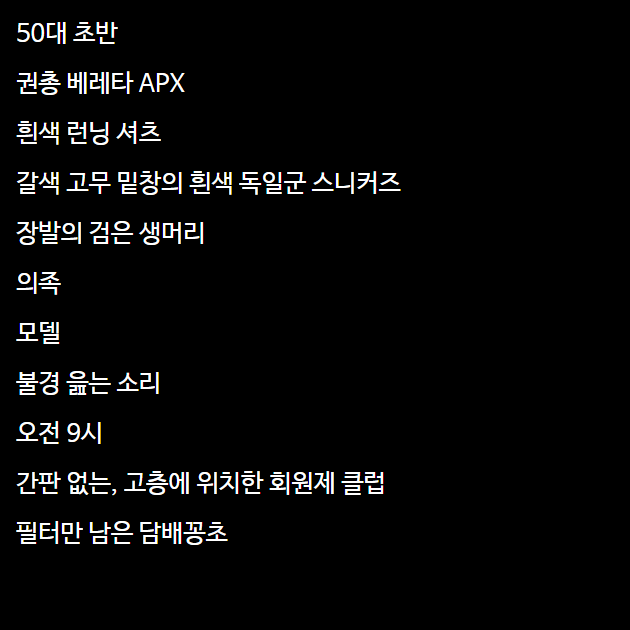 50대 초반
권총 베레타 APX
흰색 런닝 셔츠
갈색 고무 밑창의 흰색 독일군 스니커즈
장발의 검은 생머리
의족
모델
불경 읊는 소리
오전 9시
간판 없는, 고층에 위치한 회원제 클럽
필터만 남은 담배꽁초